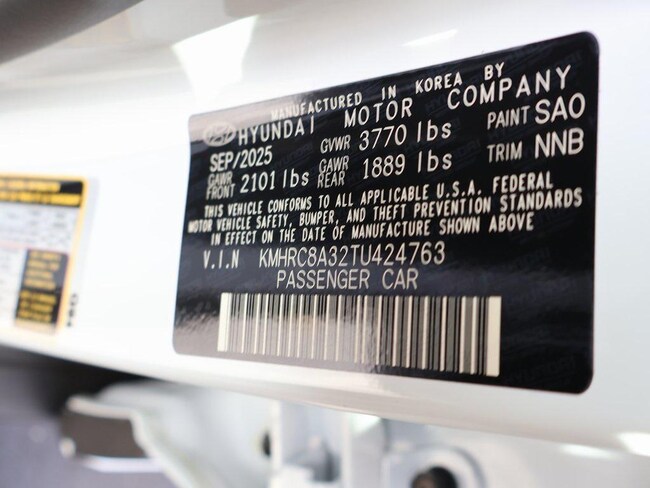 MANUFACTURED IN KOREA BY
HYUNDAI MOTOR COMPANY
SEP/2025 GVWR 3770 lbs PAINT SAO
GAWR FRONT 2101 lbs GAWR REAR 1889 lbs TRIM NNB
THIS VEHICLE CONFORMS TO ALL APPLICABLE U.S.A. FEDERAL
MOTOR VEHICLE SAFETY, BUMPER, AND THEFT PREVENTION STANDARDS
IN EFFECT ON THE DATE OF MANUFACTURE SHOWN ABOVE
V.I.N KMHRC8A32TU424763
PASSENGER CAR